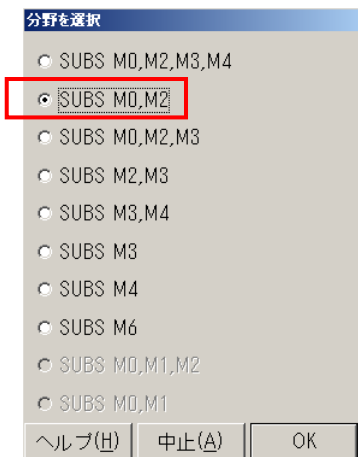 分野を選択
SUBS M0,M2,M3,M4
SUBS M0,M2
SUBS M0,M2,M3
SUBS M2,M3
SUBS M3,M4
SUBS M3
SUBS M4
SUBS M6
SUBS M0,M1,M2
SUBS M0,M1
ヘルプ(H) 中止(A) OK